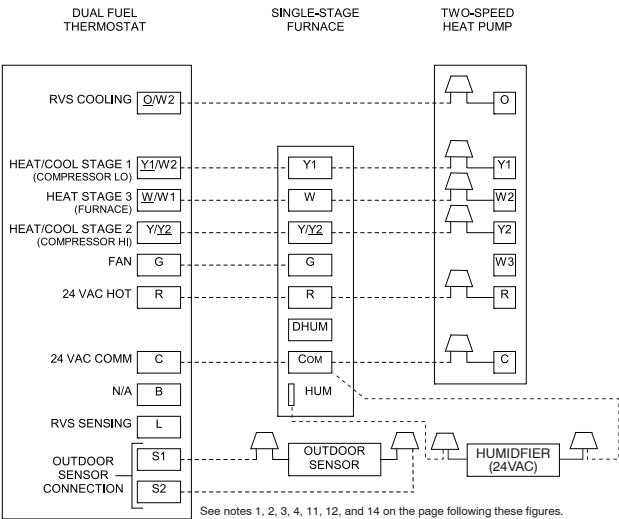 DUAL FUEL
THERMOSTAT
SINGLE-STAGE
FURNACE
TWO-SPEED
HEAT PUMP
RVS COOLING
O/W2
O
HEAT/COOL STAGE 1
(COMPRESSOR LO)
Y1/W2
Y1
Y1
HEAT STAGE 3
(FURNACE)
W/W1
W
W2
HEAT/COOL STAGE 2
(COMPRESSOR HI)
Y/Y2
Y/Y2
Y2
FAN
G
G
W3
24 VAC HOT
R
R
R
DHUM
24 VAC COMM
C
COM
C
N/A
B
HUM
RVS SENSING
L
OUTDOOR
SENSOR
CONNECTION
S1
S2
OUTDOOR
SENSOR
HUMIDFIER
(24VAC)
See notes 1, 2, 3, 4, 11, 12, and 14 on the page following these figures.